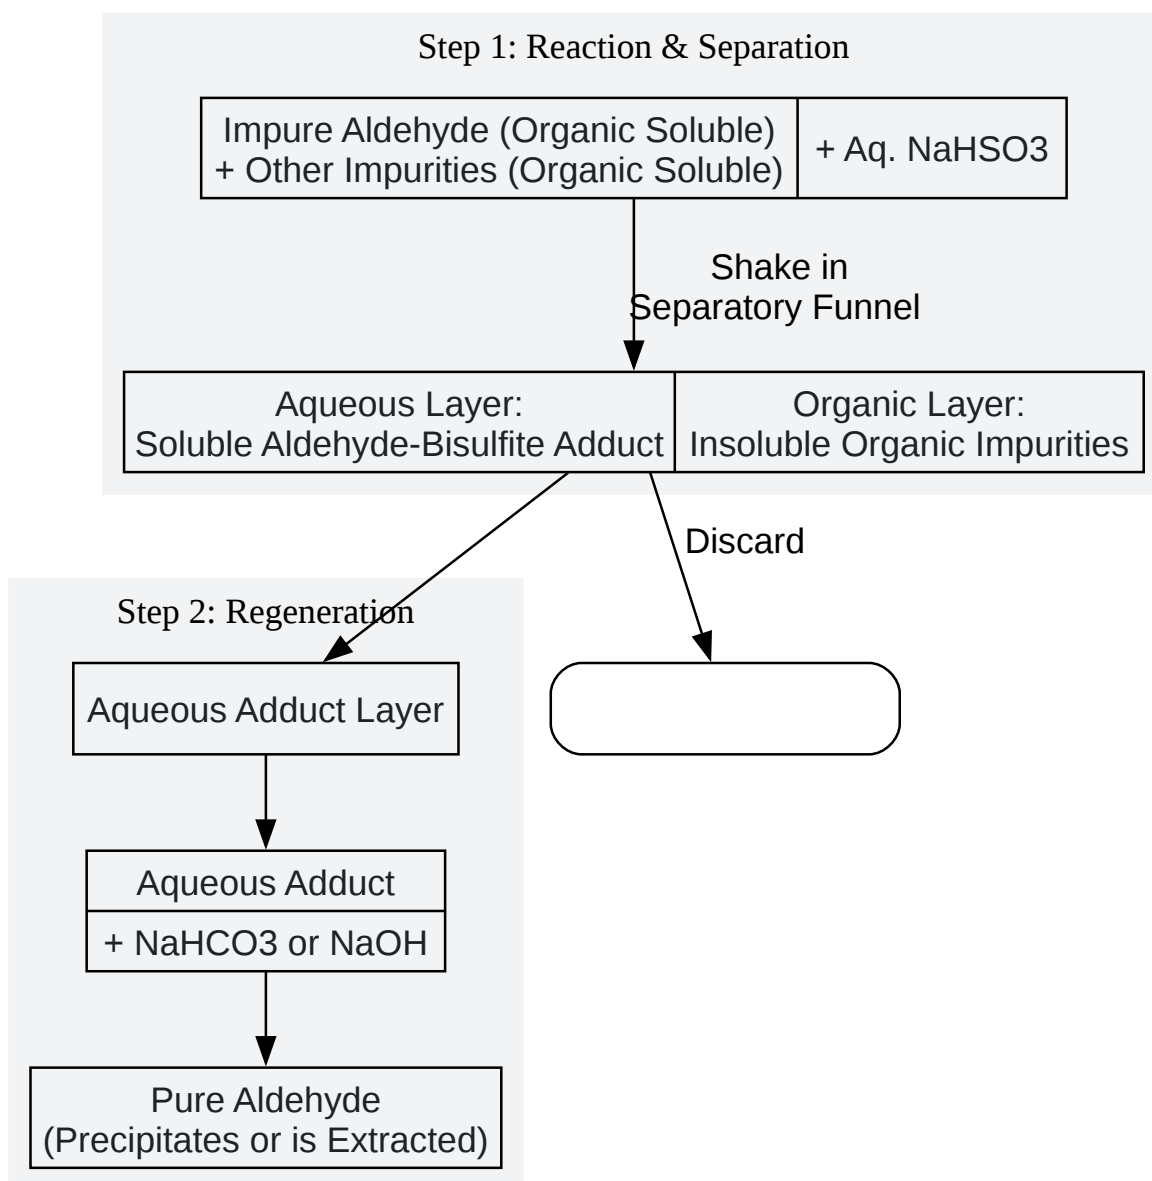 Step 1: Reaction & Separation
Impure Aldehyde (Organic Soluble)
+ Other Impurities (Organic Soluble)
+ Aq. NaHSO3
Shake in
Separatory Funnel
Aqueous Layer:
Soluble Aldehyde-Bisulfite Adduct
Organic Layer:
Insoluble Organic Impurities
Discard
Step 2: Regeneration
Aqueous Adduct Layer
Aqueous Adduct
+ NaHCO3 or NaOH
Pure Aldehyde
(Precipitates or is Extracted)